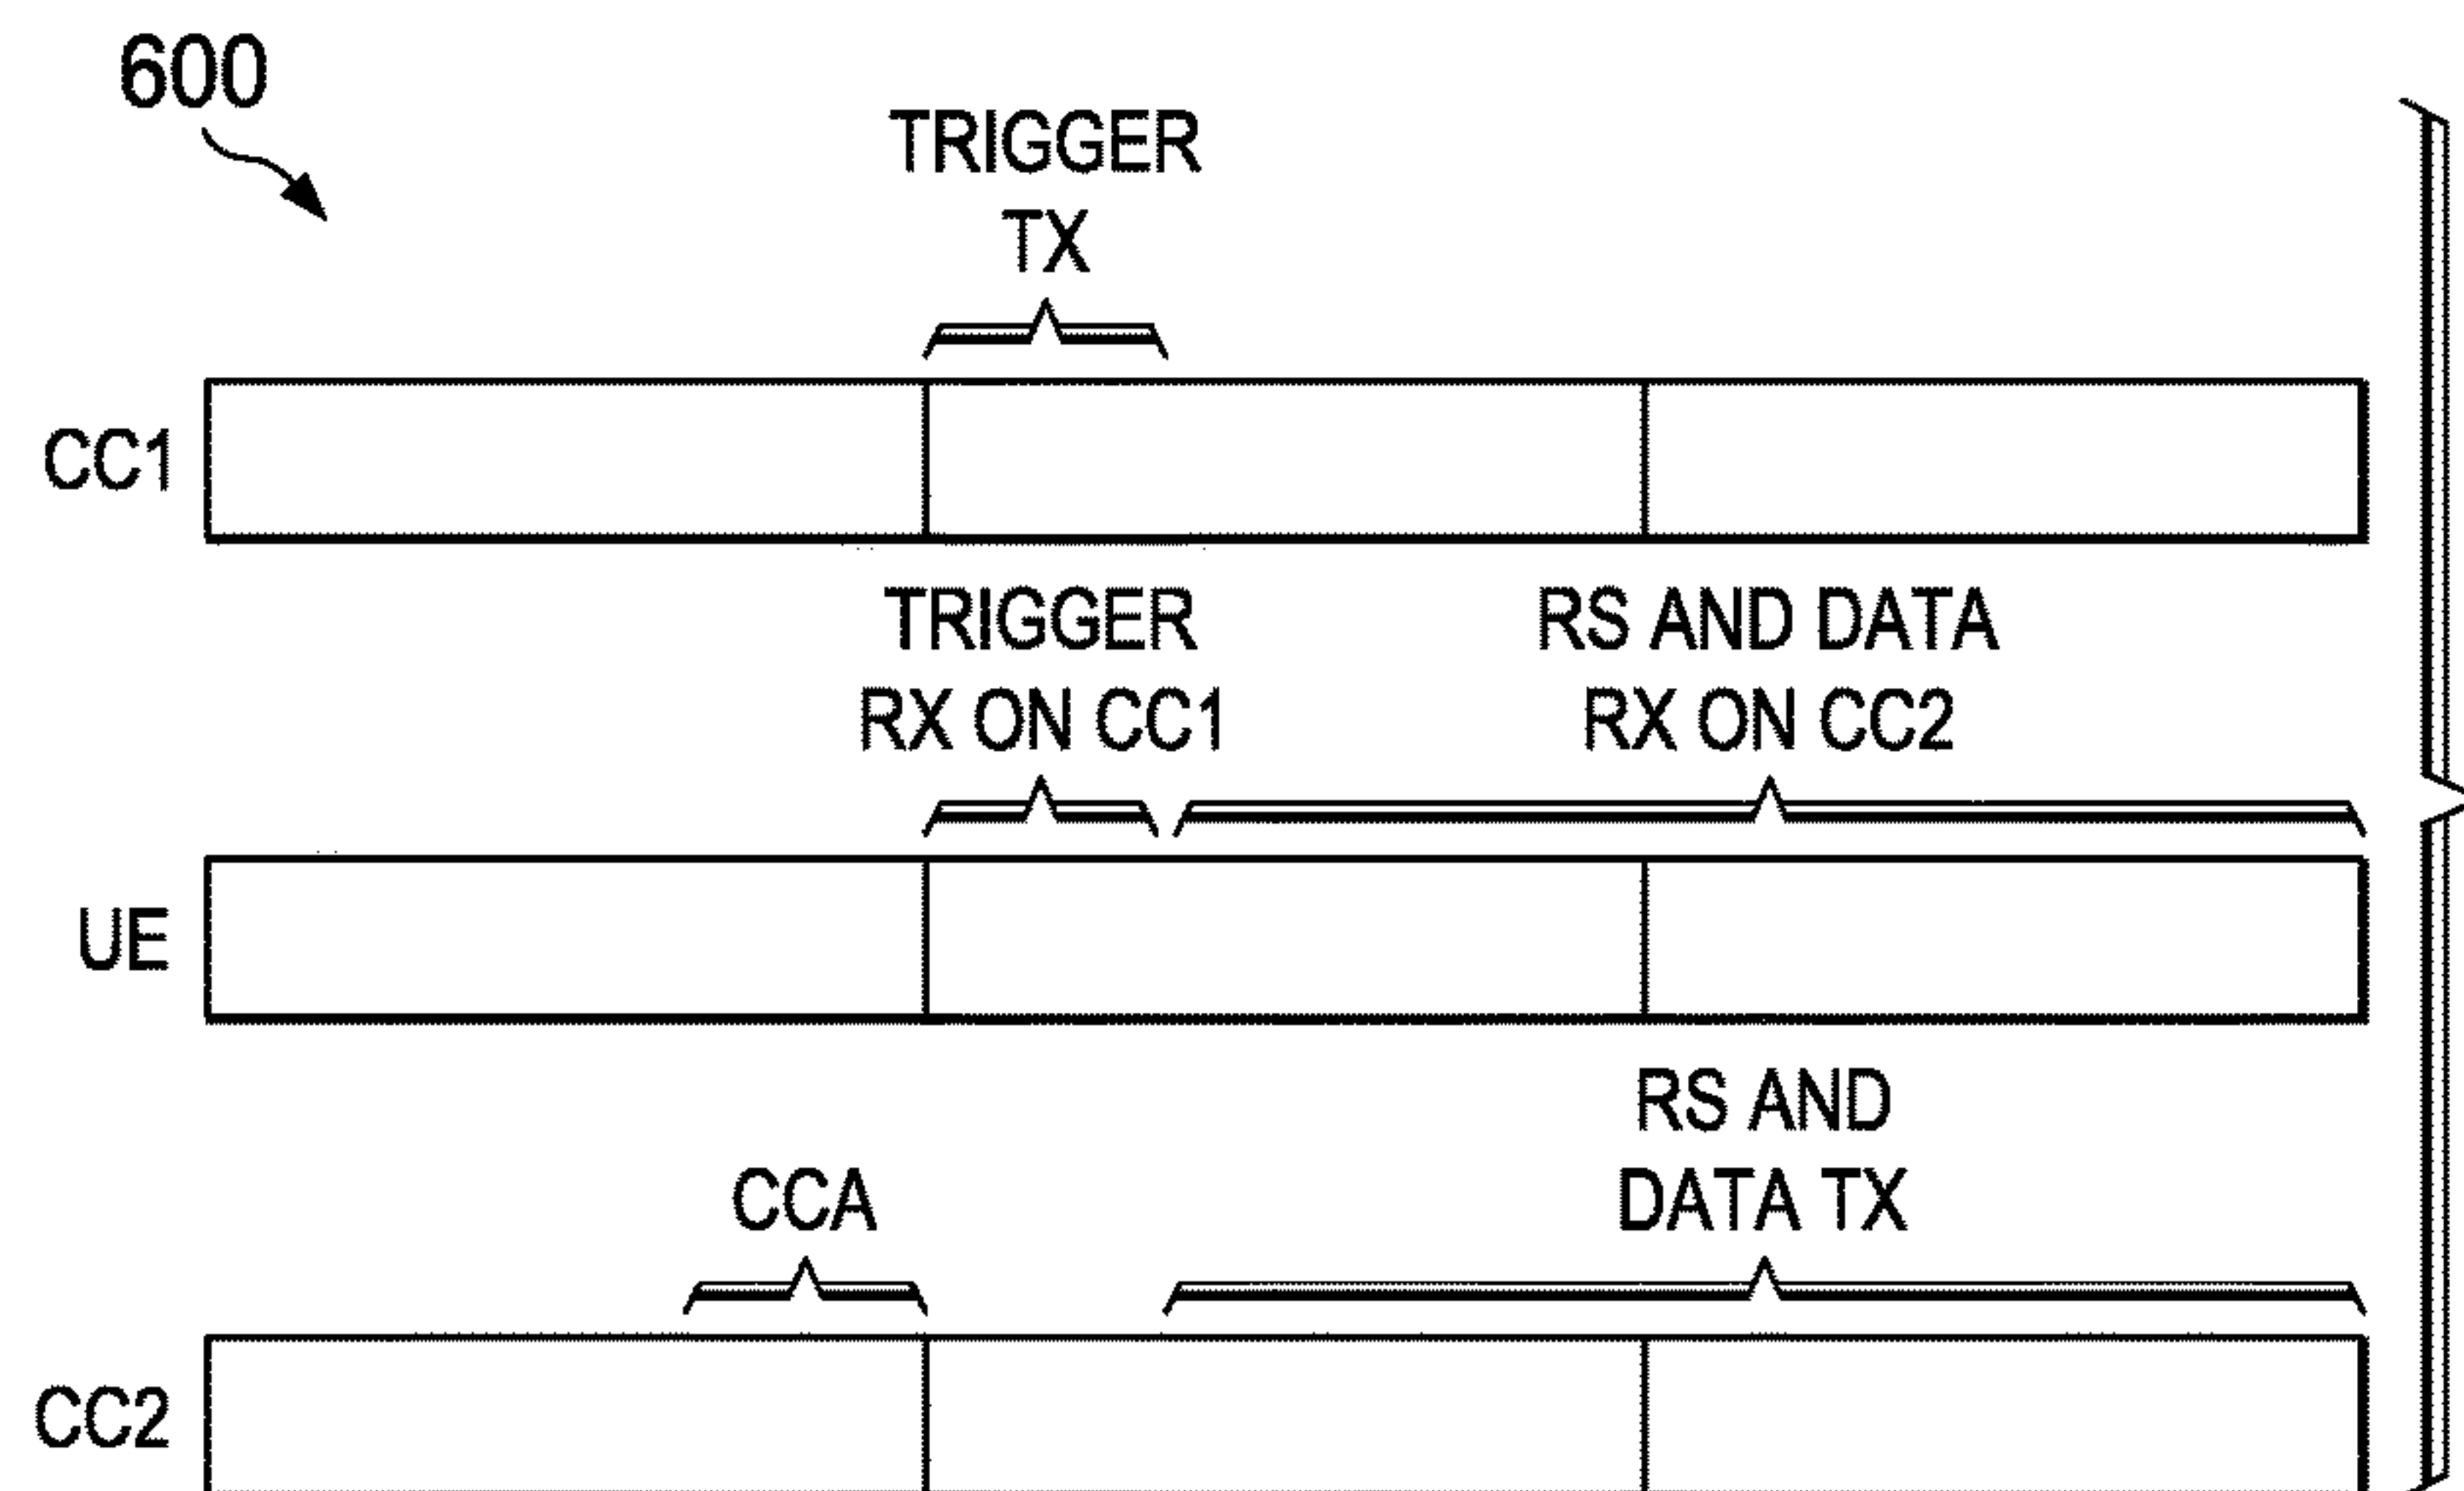 600
TRIGGER
TX
CC1
TRIGGER
RX ON CC1
RS AND DATA
RX ON CC2
UE
RS AND
DATA TX
CCA
CC2